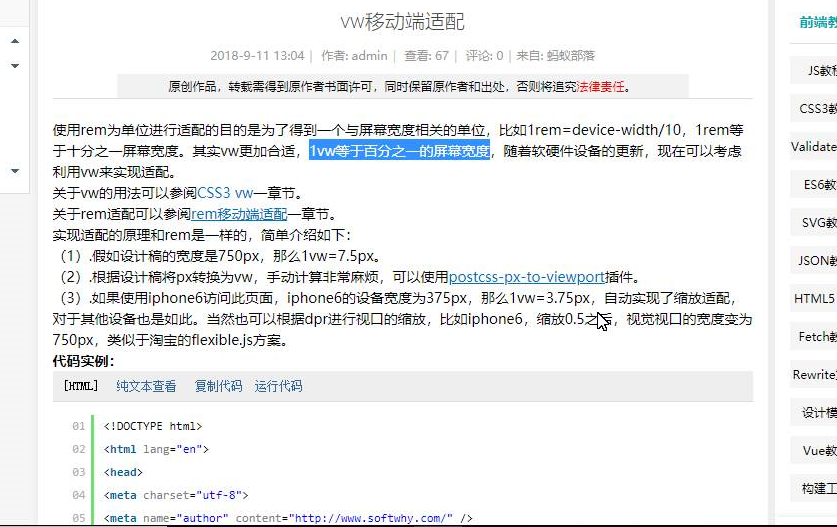 vw移动端适配
2018-9-11 13:04 | 作者: admin | 查看: 67 | 评论: 0 | 来自: 蚂蚁部落
原创作品，转载需得到原作者书面许可，同时保留原作者和出处，否则将追究法律责任。
使用rem为单位进行适配的目的是为了得到一个与屏幕宽度相关的单位，比如1rem=device-width/10，1rem等
于十分之一屏幕宽度。其实vw更加合适，1vw等于百分之一的屏幕宽度，随着软硬件设备的更新，现在可以考虑
利用vw来实现适配。
关于vw的用法可以参阅CSS3 vw一章节。
关于rem适配可以参阅rem移动端适配一章节。
实现适配的原理和rem是一样的，简单介绍如下：
（1）.假如设计稿的宽度是750px，那么1vw=7.5px。
（2）.根据设计稿将px转换为vw，手动计算非常麻烦，可以使用postcss-px-to-viewport插件。
（3）.如果使用iphone6访问此页面，iphone6的设备宽度为375px，那么1vw=3.75px，自动实现了缩放适配，
对于其他设备也是如此。当然也可以根据dpr进行视口的缩放，比如iphone6，缩放0.5之后，视觉视口的宽度变为
750px，类似于淘宝的flexible.js方案。
代码实例：
[HTML] 纯文本查看 复制代码 运行代码
01 <!DOCTYPE html>
02 <html lang="en">
03 <head>
04 <meta charset="utf-8">
05 <meta name="author" content="http://www.softwhy.com/" />
前端教
JS教程
CSS3教
Validate
ES6教
SVG教
JSON教
HTML5
Fetch教
Rewrite
设计模
Vue教
构建工